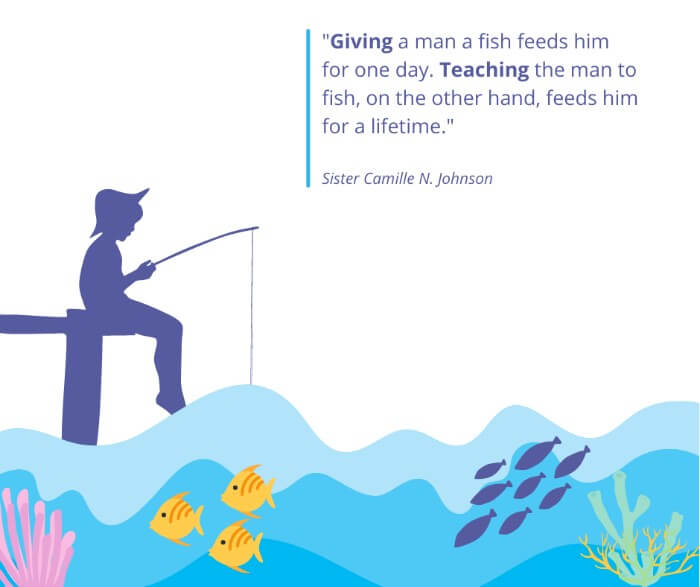 "Giving a man a fish feeds him
for one day. Teaching the man to
fish, on the other hand, feeds him
for a lifetime."
Sister Camille N. Johnson